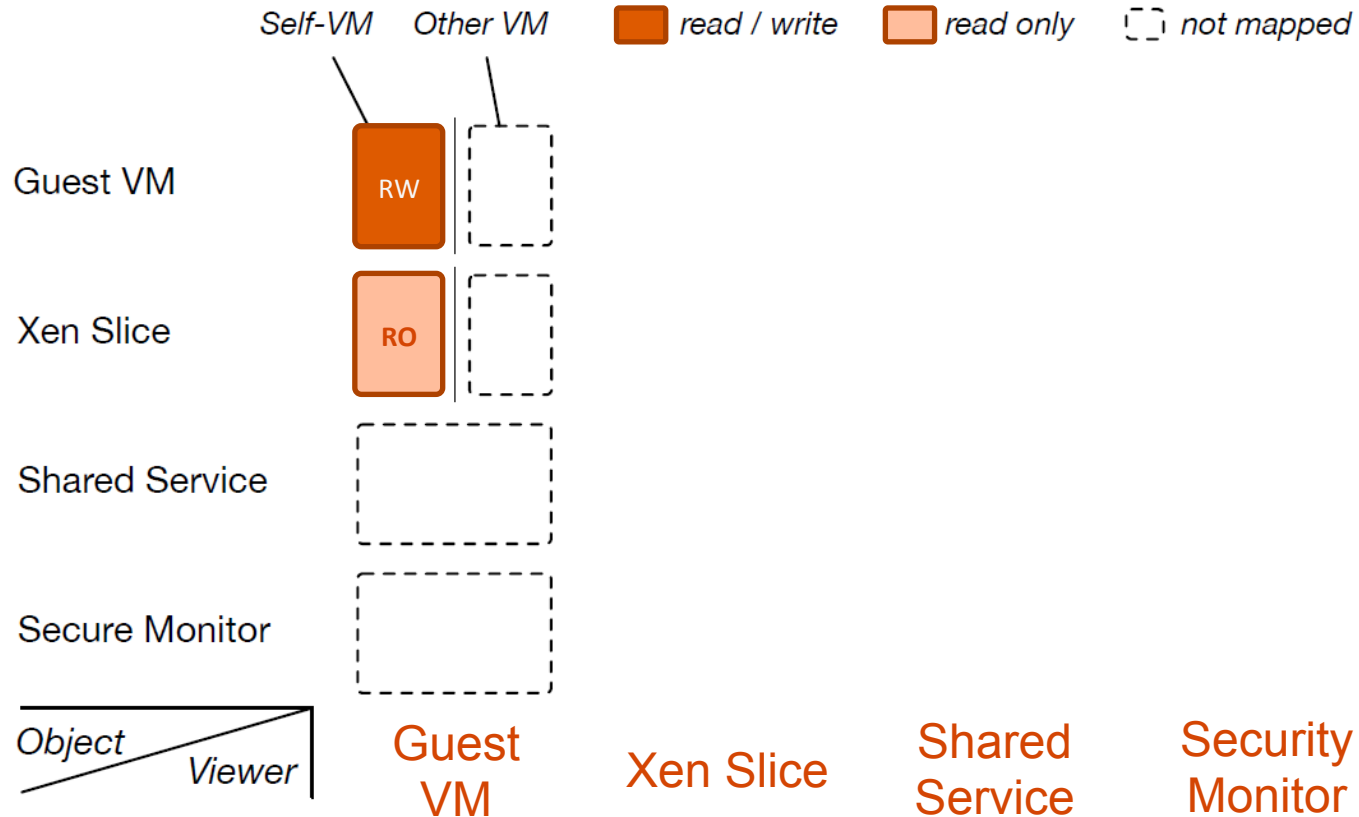 Self-VM Other VM read / write read only not mapped
Guest VM RW
Xen Slice RO
Shared Service
Secure Monitor
Object
Viewer
Guest
VM
Xen Slice
Shared
Service
Security
Monitor